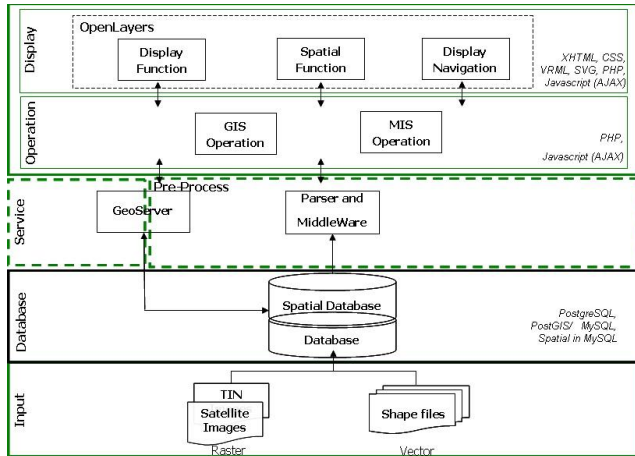 OpenLayers
Display
Display
Function
Spatial
Function
Display
Navigation
XHTML, CSS,
VRML, SVG, PHP,
Javascript (AJAX)
Operation
GIS
Operation
MIS
Operation
PHP,
Javascript (AJAX)
Service
Pre-Process
GeoServer
Parser and
MiddleWare
Database
Spatial Database
Database
PostgreSQL,
PostGIS/ MySQL,
Spatial in MySQL
Input
TIN
Satellite
Images
Raster
Shape files
Vector